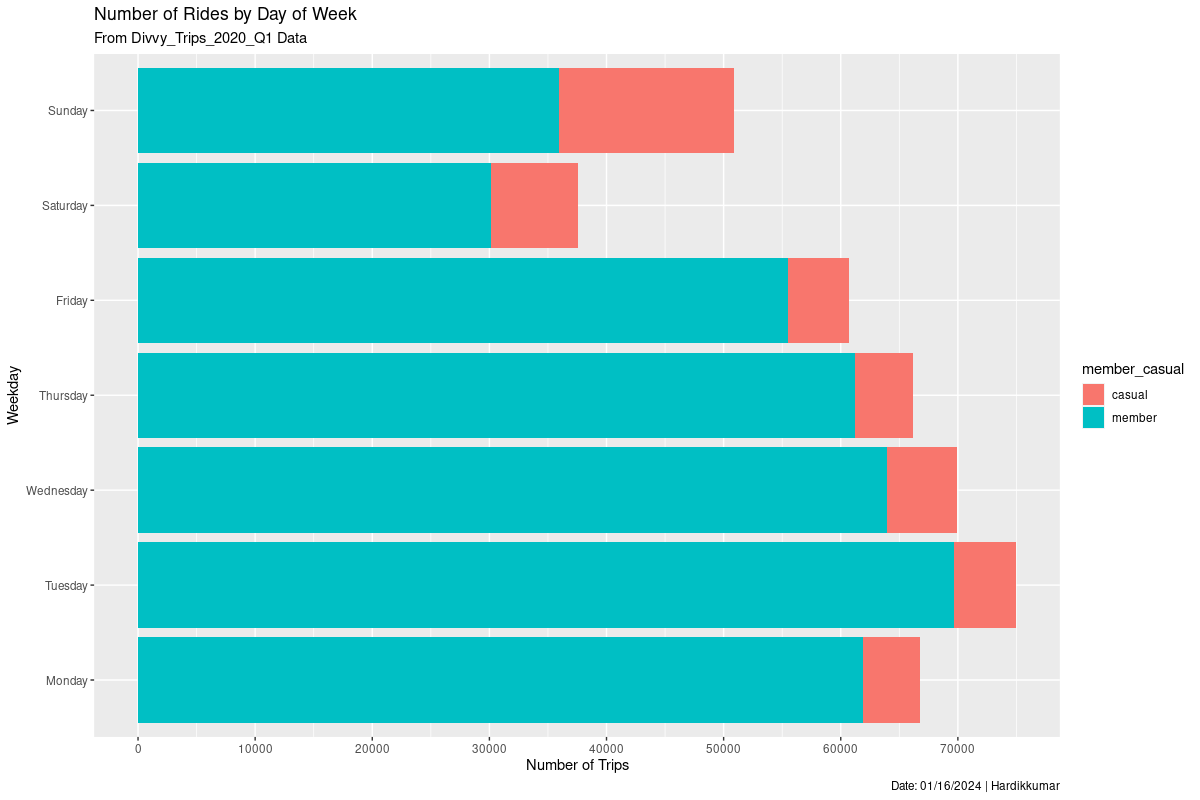 Number of Rides by Day of Week
From Divvy_Trips_2020_Q1 Data
Sunday
Saturday
Friday
Thursday
Wednesday
Tuesday
Monday
Weekday
0 10000 20000 30000 40000 50000 60000 70000
Number of Trips
member_casual
casual
member
Date: 01/16/2024 | Hardikkumar